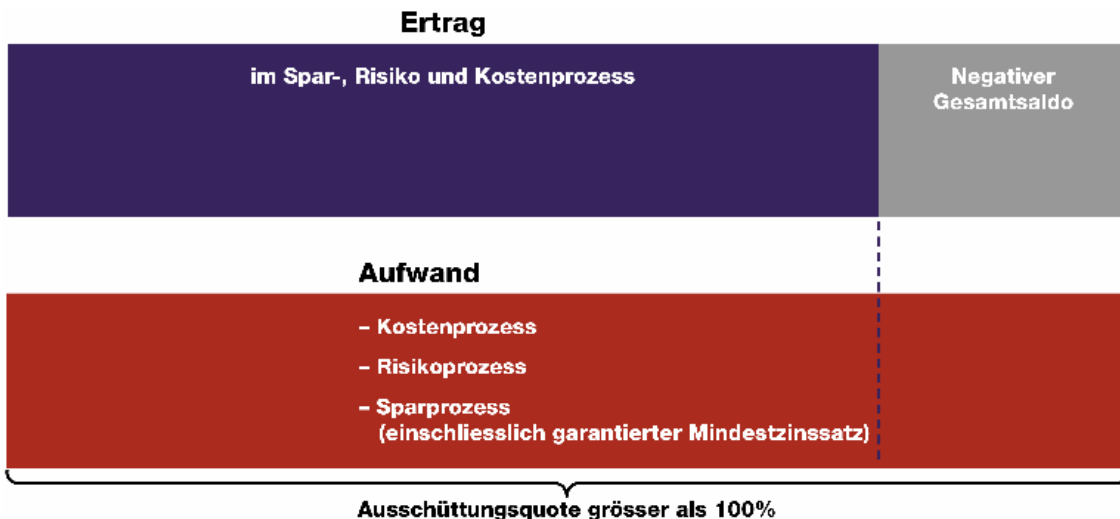 Ertrag
im Spar-, Risiko und Kostenprozess
Negativer
Gesamtsaldo
Aufwand
– Kostenprozess
– Risikoprozess
– Sparprozess
(einschliesslich garantierter Mindestzinssatz)
Ausschüttungsquote grösser als 100%